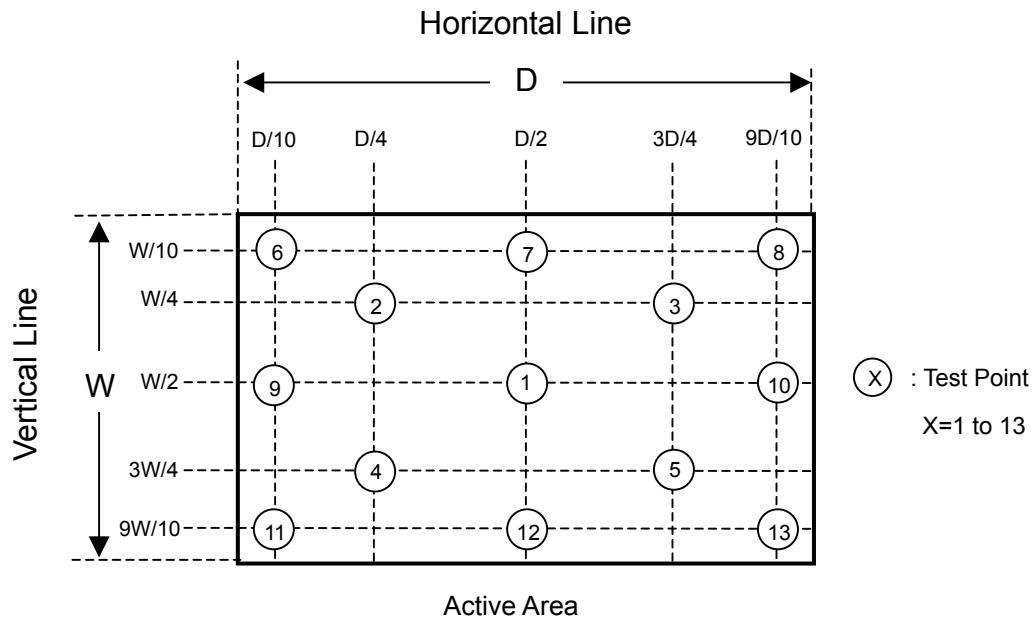 Horizontal Line
D
D/10 D/4 D/2 3D/4 9D/10
W/10 6 7 8
W/4 2 3
Vertical Line
W
W/2 9 1 10
X : Test Point
X=1 to 13
3W/4 4 5
9W/10 11 12 13
Active Area